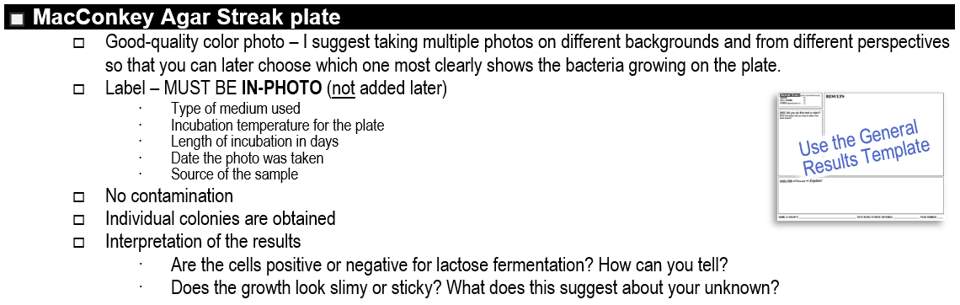 MacConkey Agar Streak plate
Good-quality color photo – I suggest taking multiple photos on different backgrounds and from different perspectives
so that you can later choose which one most clearly shows the bacteria growing on the plate.
Label – MUST BE IN-PHOTO (not added later)
· Type of medium used
· Incubation temperature for the plate
· Length of incubation in days
· Date the photo was taken
· Source of the sample
RESULTS
Use the General
Results Template
No contamination
Individual colonies are obtained
Interpretation of the results
· Are the cells positive or negative for lactose fermentation? How can you tell?
· Does the growth look slimy or sticky? What does this suggest about your unknown?